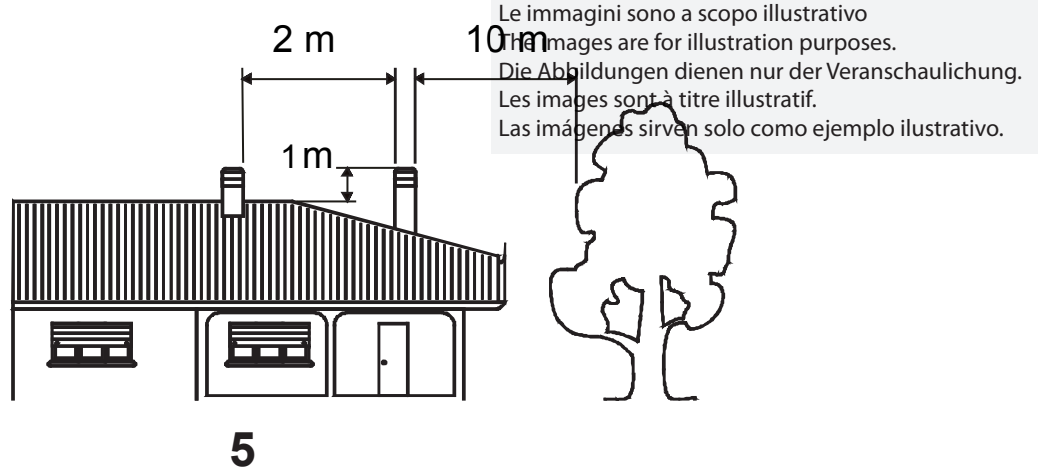 Le immagini sono a scopo illustrativo
The images are for illustration purposes.
Die Abbildungen dienen nur der Veranschaulichung.
Les images sont à titre illustratif.
Las imágenes sirven solo como ejemplo ilustrativo.
2 m
10 m
1 m
5